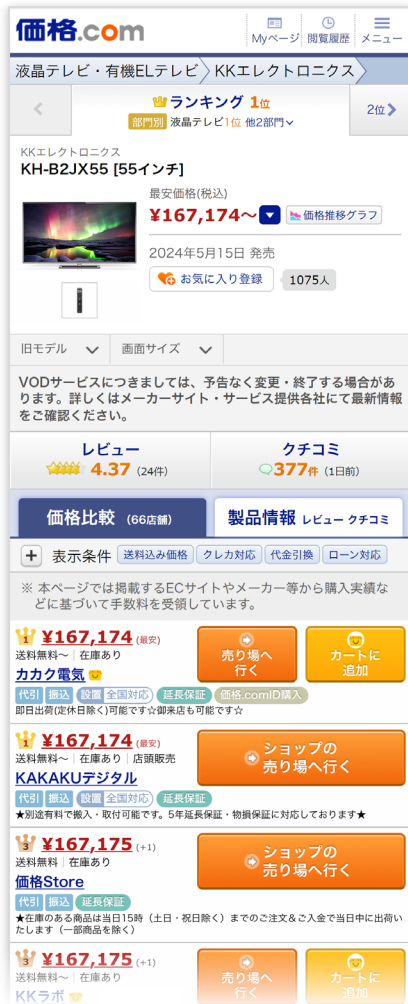 価格.com
Myページ
閲覧履歴
メニュー
液晶テレビ・有機ELテレビ
KKエレクトロニクス
ランキング 1位
部門別 液晶テレビ1位 他2部門
2位
KKエレクトロニクス
KH-B2JX55 [55インチ]
最安価格(税込)
¥167,174～
価格推移グラフ
2024年5月15日 発売
お気に入り登録
1075人
旧モデル
画面サイズ
VODサービスにつきましては、予告なく変更・終了する場合があ
ります。詳しくはメーカーサイト・サービス提供各社にて最新情報
をご確認ください。
レビュー
4.37 (24件)
クチコミ
377件 (1日前)
価格比較 (66店舗)
製品情報 レビュー クチコミ
表示条件
送料込み価格
クレカ対応
代金引換
ローン対応
※ 本ページでは掲載するECサイトやメーカー等から購入実績な
どに基づいて手数料を受領しています。
1 ¥167,174 (最安)
送料無料～ 在庫あり
カカク電気
売り場へ
行く
カートに
追加
代引 振込 設置 全国対応 延長保証 価格.comID購入
即日出荷(定休日除く)可能です☆御来店も可能です☆
1 ¥167,174 (最安)
送料無料～ 在庫あり 店頭販売
KAKAKUデジタル
ショップの
売り場へ行く
代引 振込 設置 全国対応 延長保証
★別途有料で搬入・取付可能です。5年延長保証・物損保証に対応しております★
3 ¥167,175 (+1)
送料無料 在庫あり
価格Store
ショップの
売り場へ行く
代引 振込 延長保証
★在庫のある商品は当日15時（土日・祝日除く）までのご注文＆ご入金で当日中に出荷い
たします（一部商品を除く）
3 ¥167,175 (+1)
送料無料～ 在庫あり
KKラボ
売り場へ
行く
カートに
追加